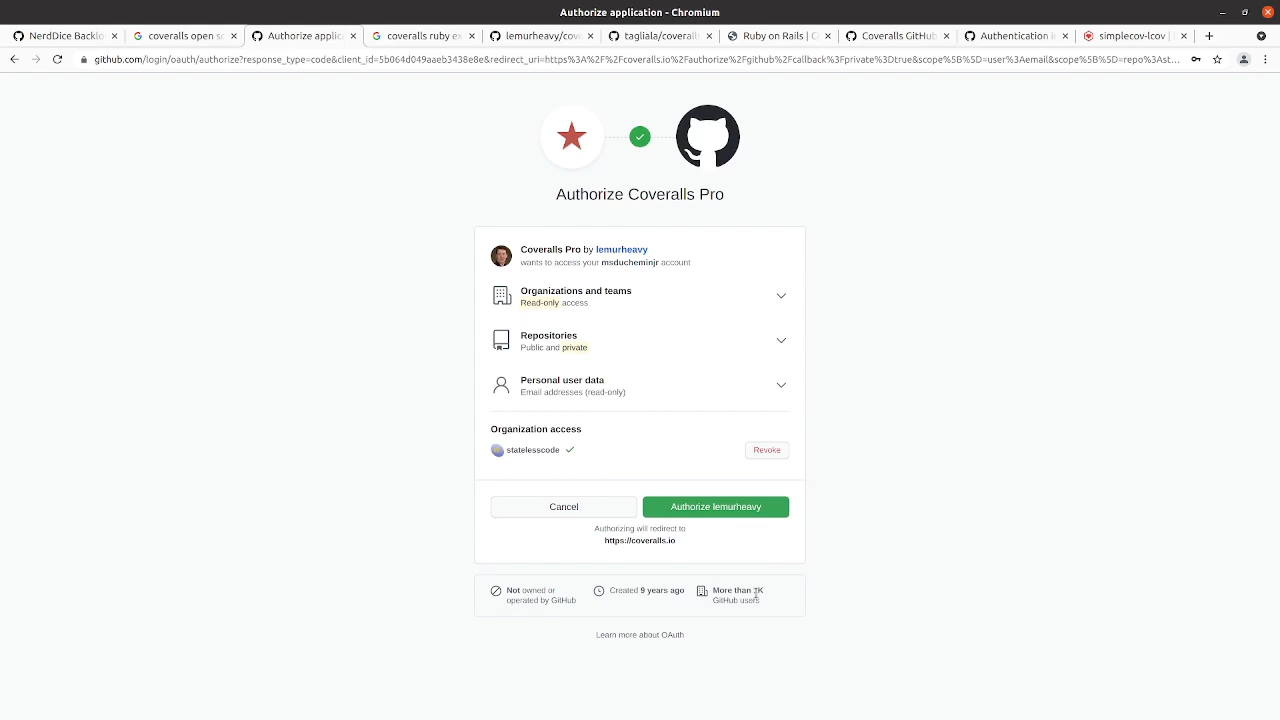 Authorize application - Chromium
NerdDice Backlo
coveralls open so
Authorize applica
coveralls ruby ex
lemurheavy/cove
tagliala/coverall
Ruby on Rails | C
Coveralls GitHub
Authentication i
simplecov-lcov |
github.com/login/oauth/authorize?response_type=code&client_id=5b064d049aaeb3438e8e&redirect_uri=https%3A%2F%2Fcoveralls.io%2Fauthorize%2Fgithub%2Fcallback%3Fprivate%3Dtrue&scope%5B%5D=user%3Aemail&scope%5B%5D=repo%3Ast...
Authorize Coveralls Pro
Coveralls Pro by lemurheavy
wants to access your msducheminjr account
Organizations and teams
Read-only access
Repositories
Public and private
Personal user data
Email addresses (read-only)
Organization access
statelesscode
Revoke
Cancel
Authorize lemurheavy
Authorizing will redirect to
https://coveralls.io
Not owned or
operated by GitHub
Created 9 years ago
More than
GitHub users
Learn more about OAuth